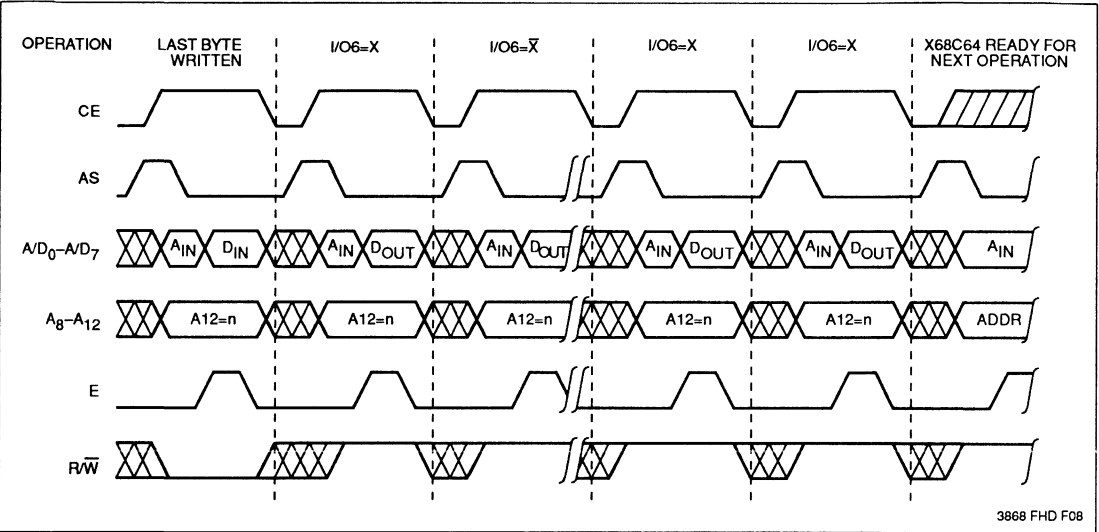 OPERATION LAST BYTE WRITTEN I/O6=X I/O6=X̅ I/O6=X I/O6=X X68C64 READY FOR NEXT OPERATION
CE
AS
A/D0–A/D7 AIN DIN AIN DOUT AIN DOUT AIN DOUT AIN DOUT AIN
A8–A12 A12=n A12=n A12=n A12=n A12=n ADDR
E
R/W̅
3868 FHD F08